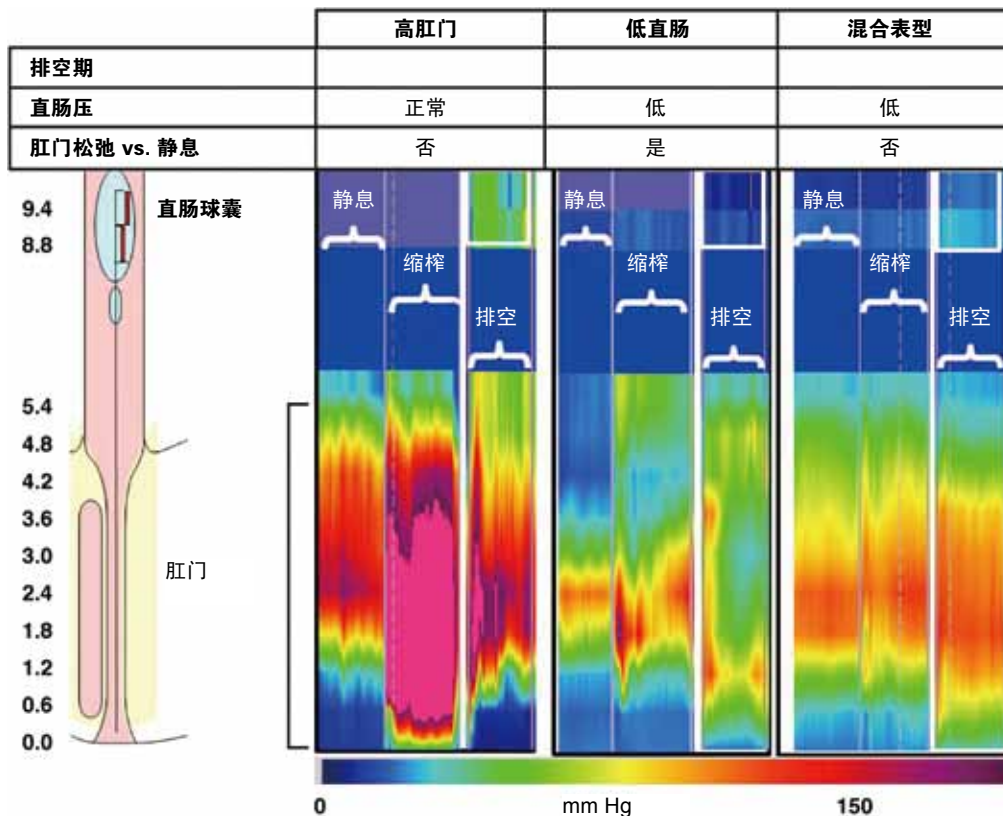 高肛门 低直肠 混合表型
排空期
直肠压 正常 低 低
肛门松弛 vs. 静息 否 是 否
9.4
8.8
5.4
4.8
4.2
3.6
3.0
2.4
1.8
1.2
0.6
0.0
直肠球囊
肛门
静息
缩榨
排空
静息
缩榨
排空
静息
缩榨
排空
0 mm Hg 150